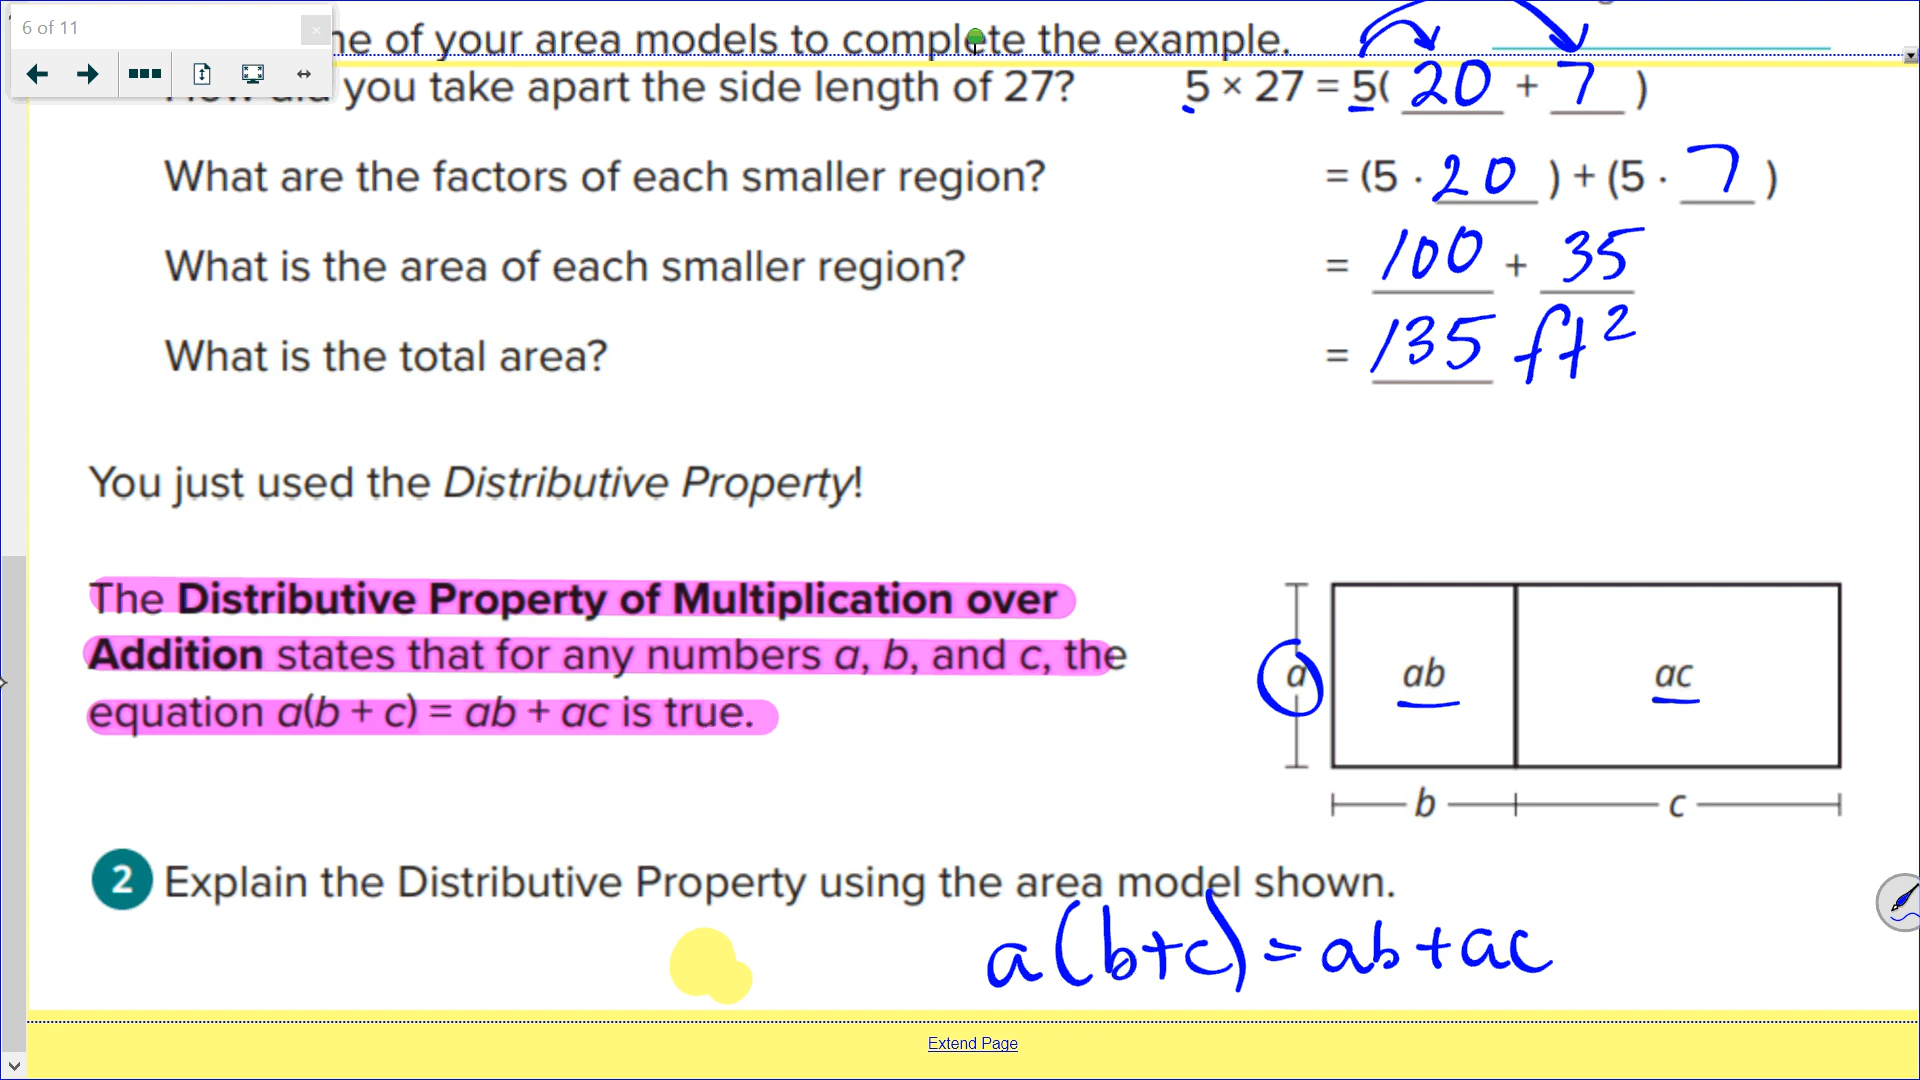 6 of 11
ne of your area models to complete the example.
you take apart the side length of 27? 5 × 27 = 5( 20 + 7 )
What are the factors of each smaller region? = (5 · 20 ) + (5 · 7 )
What is the area of each smaller region? = 100 + 35
What is the total area? = 135 ft²
You just used the Distributive Property!
The Distributive Property of Multiplication over
Addition states that for any numbers a, b, and c, the
equation a(b + c) = ab + ac is true.
a ab ac
b c
2 Explain the Distributive Property using the area model shown.
a(b+c) = ab+ac
Extend Page